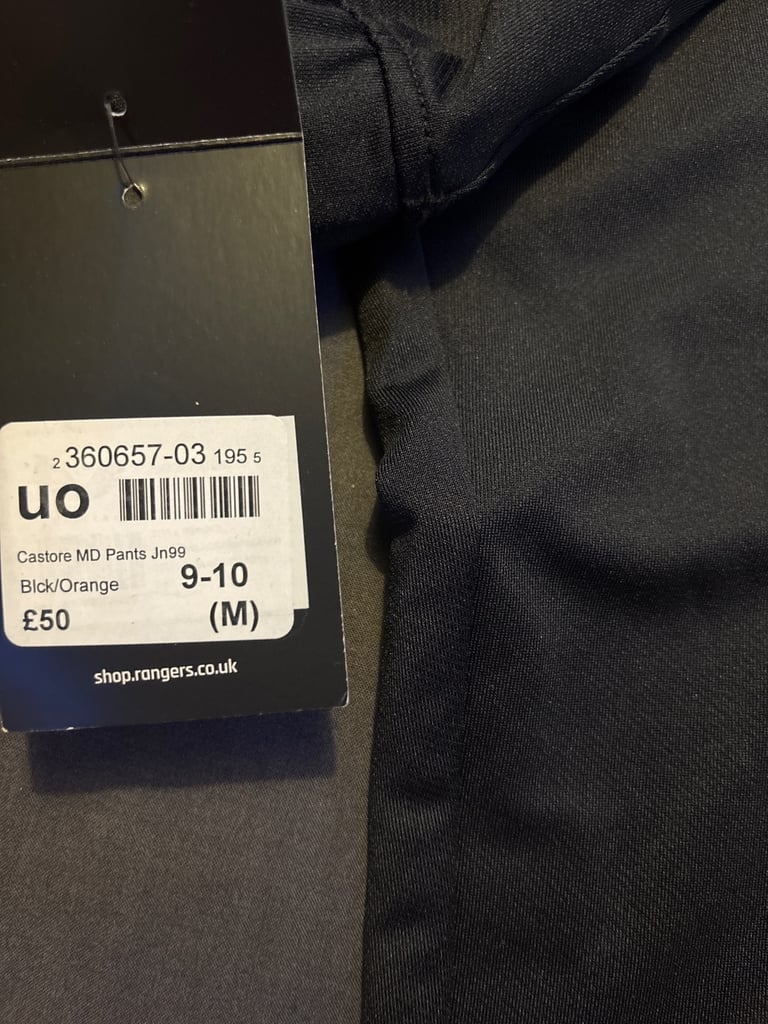 2 360657-03 195 5
uo
Castore MD Pants Jn99
Blck/Orange 9-10
£50 (M)
shop.rangers.co.uk